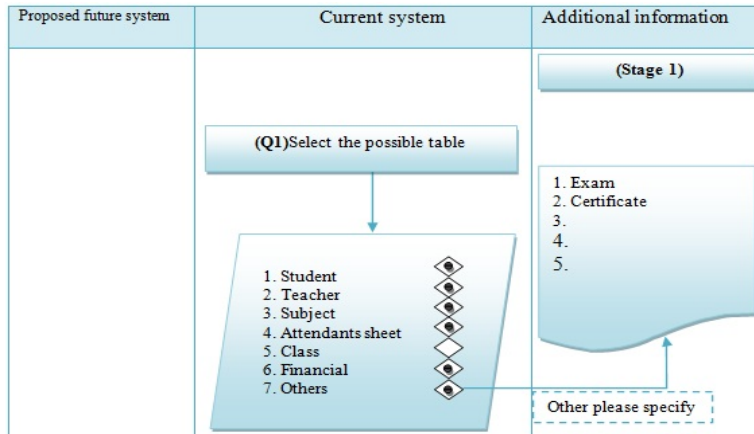 Proposed future system
Current system
Additional information
(Stage 1)
(Q1)Select the possible table
1. Exam
2. Certificate
3.
4.
5.
1. Student
2. Teacher
3. Subject
4. Attendants sheet
5. Class
6. Financial
7. Others
Other please specify